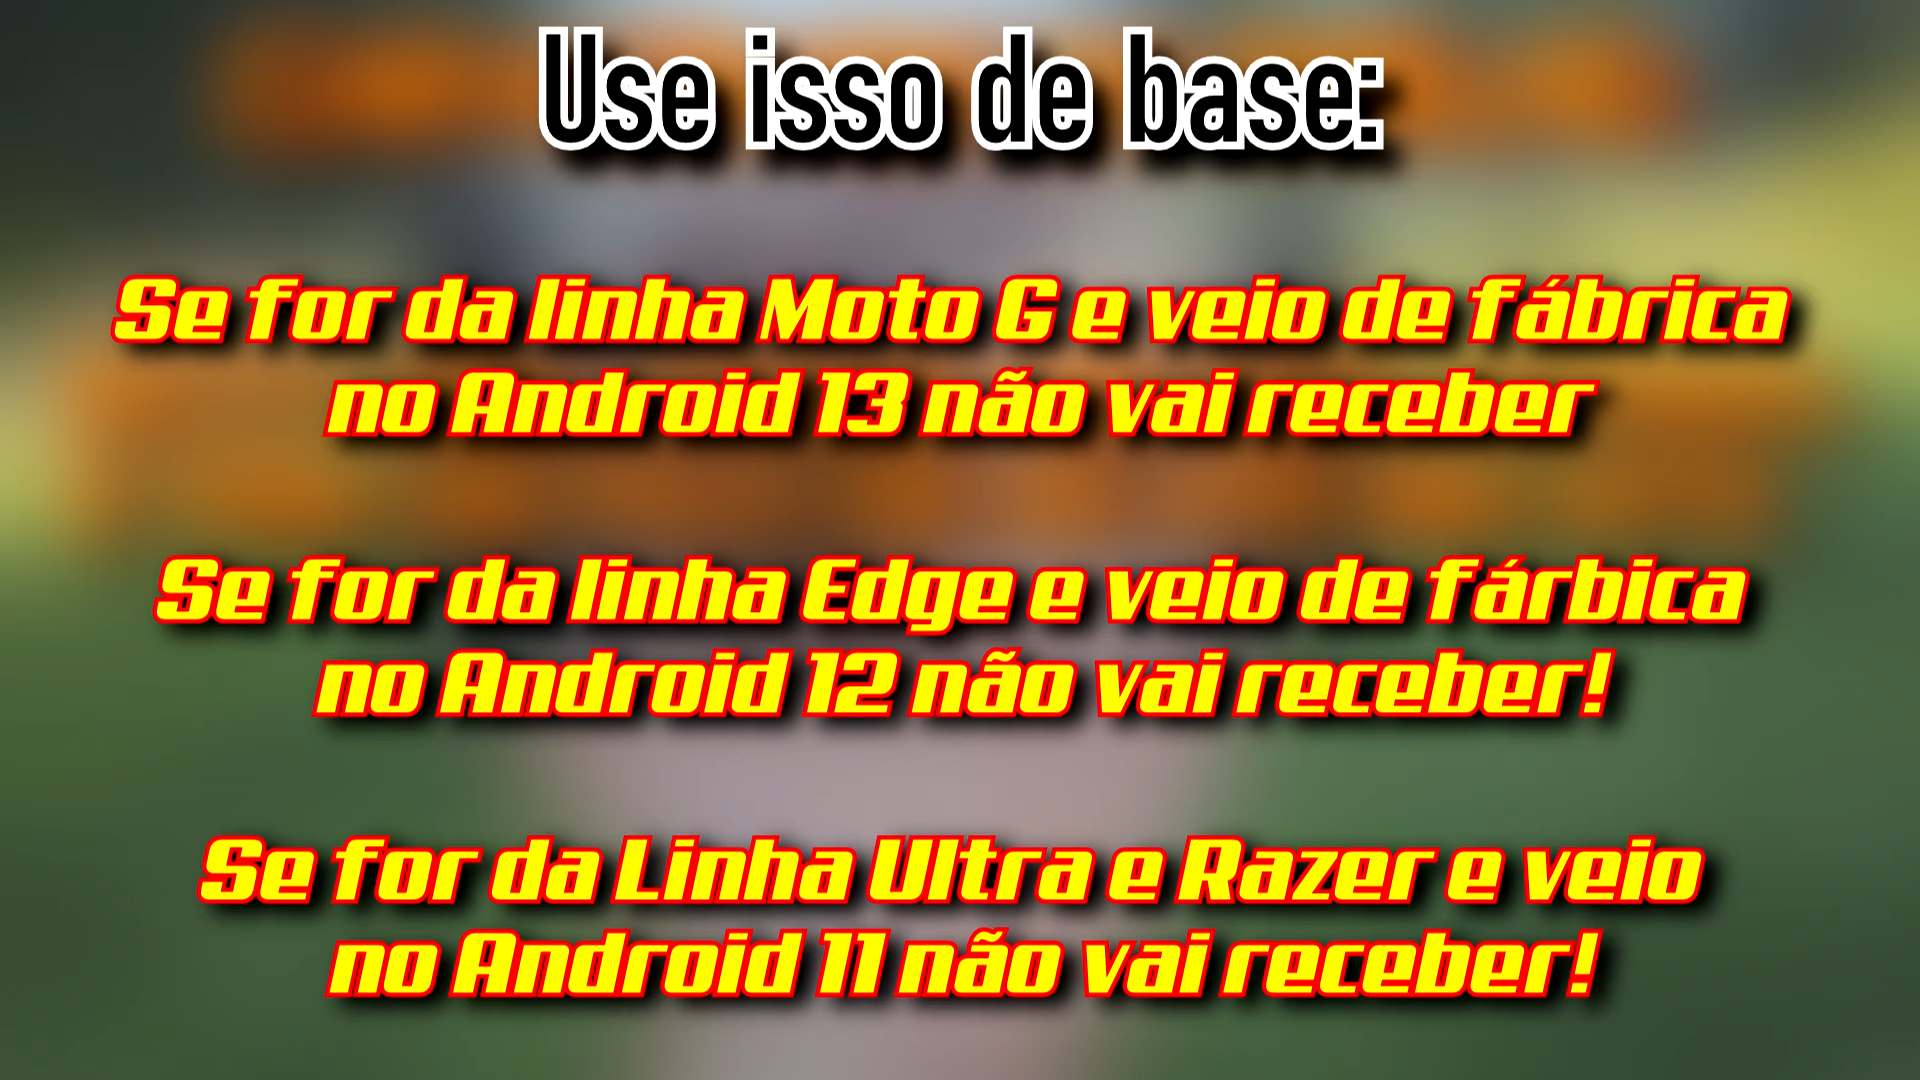 Use isso de base:
Se for da linha Moto G e veio de fábrica
no Android 13 não vai receber
Se for da linha Edge e veio de fárbica
no Android 12 não vai receber!
Se for da Linha Ultra e Razer e veio
no Android 11 não vai receber!